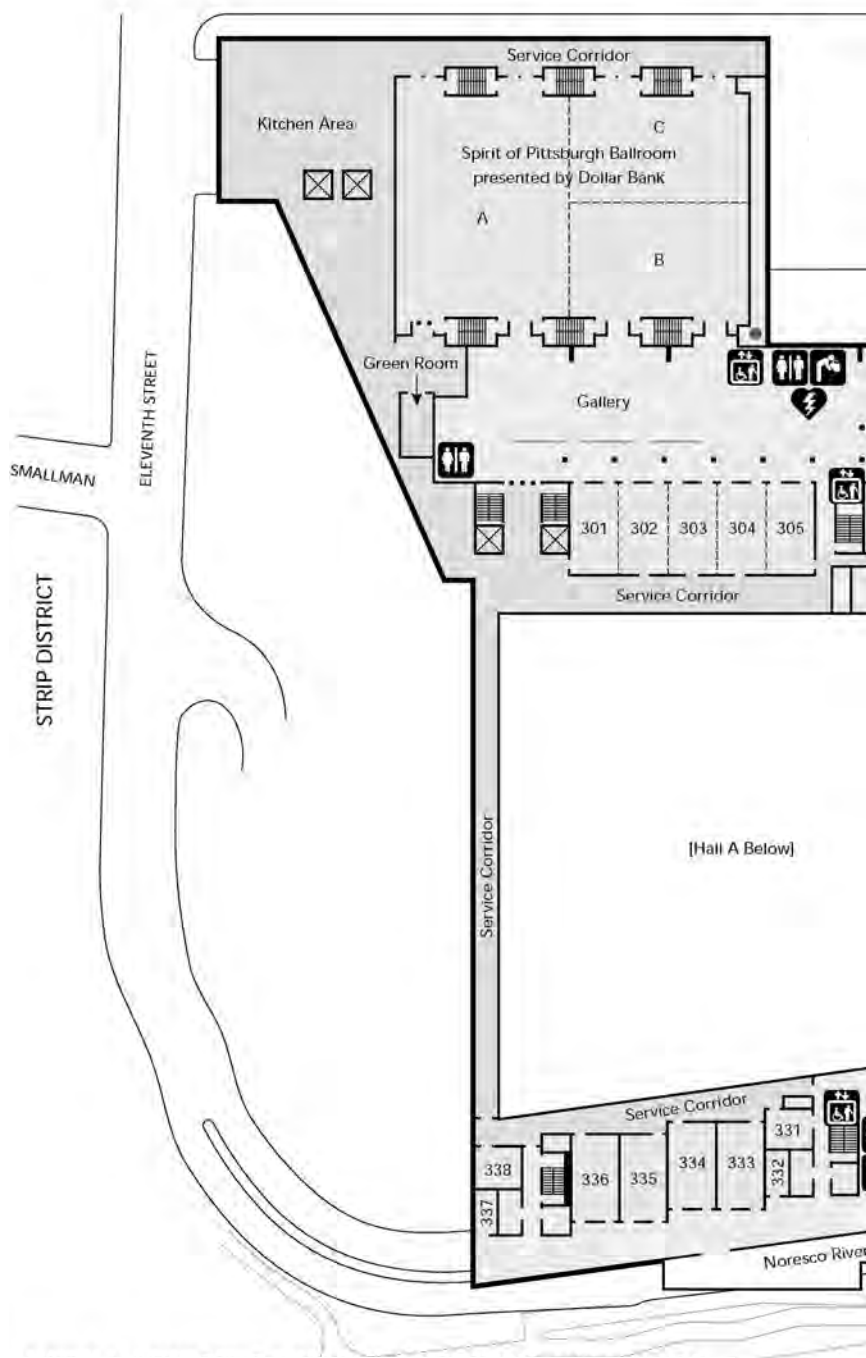 Service Corridor
Kitchen Area
C
Spirit of Pittsburgh Ballroom
presented by Dollar Bank
A
B
ELEVENTH STREET
Green Room
Gallery
SMALLMAN
301
302
303
304
305
Service Corridor
STRIP DISTRICT
Service Corridor
[Hall A Below]
Service Corridor
331
338
336
335
334
333
332
337
Noresco River